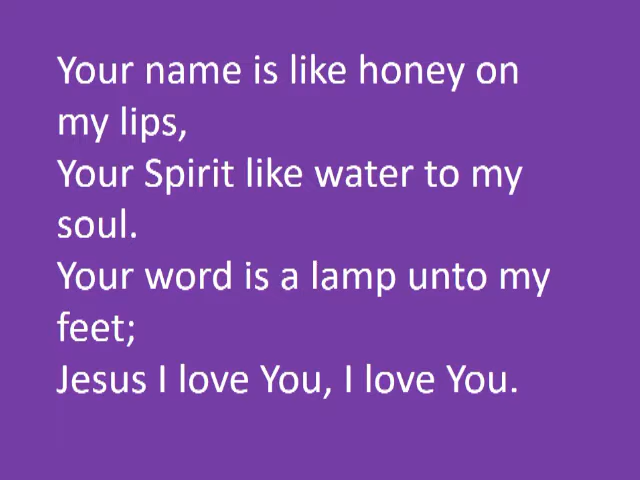 Your name is like honey on
my lips,
Your Spirit like water to my
soul.
Your word is a lamp unto my
feet;
Jesus I love You, I love You.